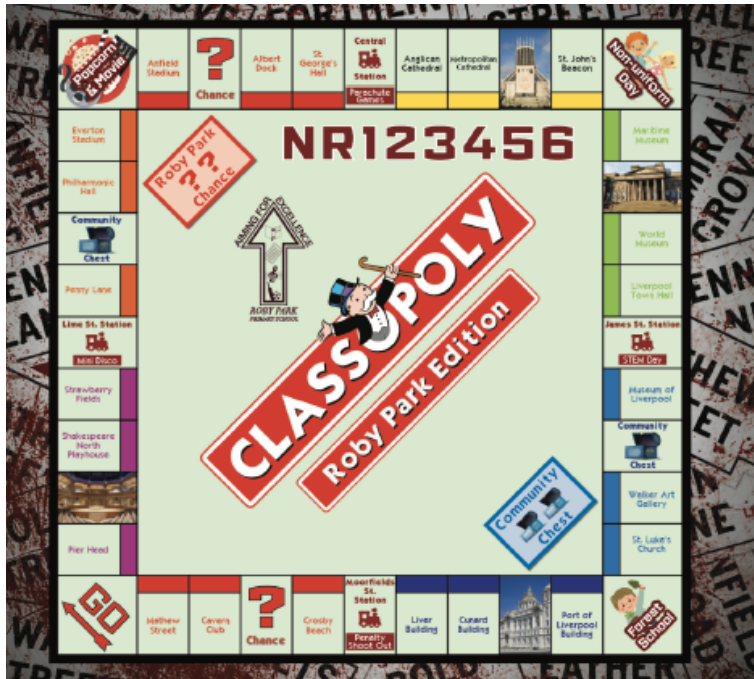 Popcorn
& Movie
Anfield
Stadium
?
Chance
Albert
Dock
St.
George's
Hall
Central
Station
Parachute
Games
Anglican
Cathedral
Metropolitan
Cathedral
St. John's
Beacon
Non-uniform
Day
Everton
Stadium
Philharmonic
Hall
Community
Chest
Penny Lane
Lime St. Station
Mini Disco
Strawberry
Fields
Shakespeare
North
Playhouse
Pier Head
Roby Park
? ?
Chance
NR123456
AIMING FOR
EXCELLENCE
ROBY PARK
PRIMARY SCHOOL
CLASSOPOLY
Roby Park Edition
Community
Chest
Maritime
Museum
World
Museum
Liverpool
Town Hall
James St. Station
STEM Day
Museum of
Liverpool
Community
Chest
Walker Art
Gallery
St. Luke's
Church
GO
Mathew
Street
Cavern
Club
?
Chance
Crosby
Beach
Moorfields
St.
Station
Penalty
Shoot Out
Liver
Building
Cunard
Building
Port of
Liverpool
Building
Forest
School